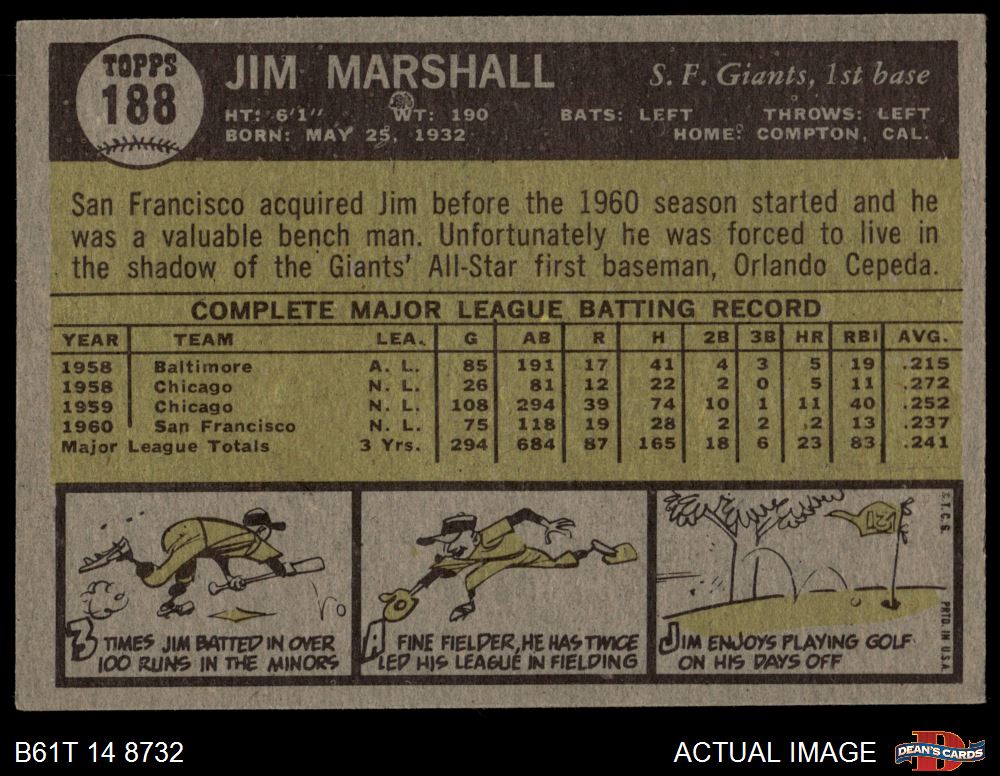 TOPPS
188
JIM MARSHALL
S. F. Giants, 1st base
HT: 6'1" WT: 190 BATS: LEFT THROWS: LEFT
BORN: MAY 25, 1932 HOME: COMPTON, CAL.
San Francisco acquired Jim before the 1960 season started and he
was a valuable bench man. Unfortunately he was forced to live in
the shadow of the Giants' All-Star first baseman, Orlando Cepeda.
COMPLETE MAJOR LEAGUE BATTING RECORD
YEAR TEAM LEA. G AB R H 2B 3B HR RBI AVG.
1958 Baltimore A. L. 85 191 17 41 4 3 5 19 .215
1958 Chicago N. L. 26 81 12 22 2 0 5 11 .272
1959 Chicago N. L. 108 294 39 74 10 1 11 40 .252
1960 San Francisco N. L. 75 118 19 28 2 2 2 13 .237
Major League Totals 3 Yrs. 294 684 87 165 18 6 23 83 .241
3 TIMES JIM BATTED IN OVER
100 RUNS IN THE MINORS
A FINE FIELDER, HE HAS TWICE
LED HIS LEAGUE IN FIELDING
13
JIM ENJOYS PLAYING GOLF
ON HIS DAYS OFF
©T.C.G.
PRTD. IN U.S.A.
B61T 14 8732
ACTUAL IMAGE
D
DEAN'S CARDS